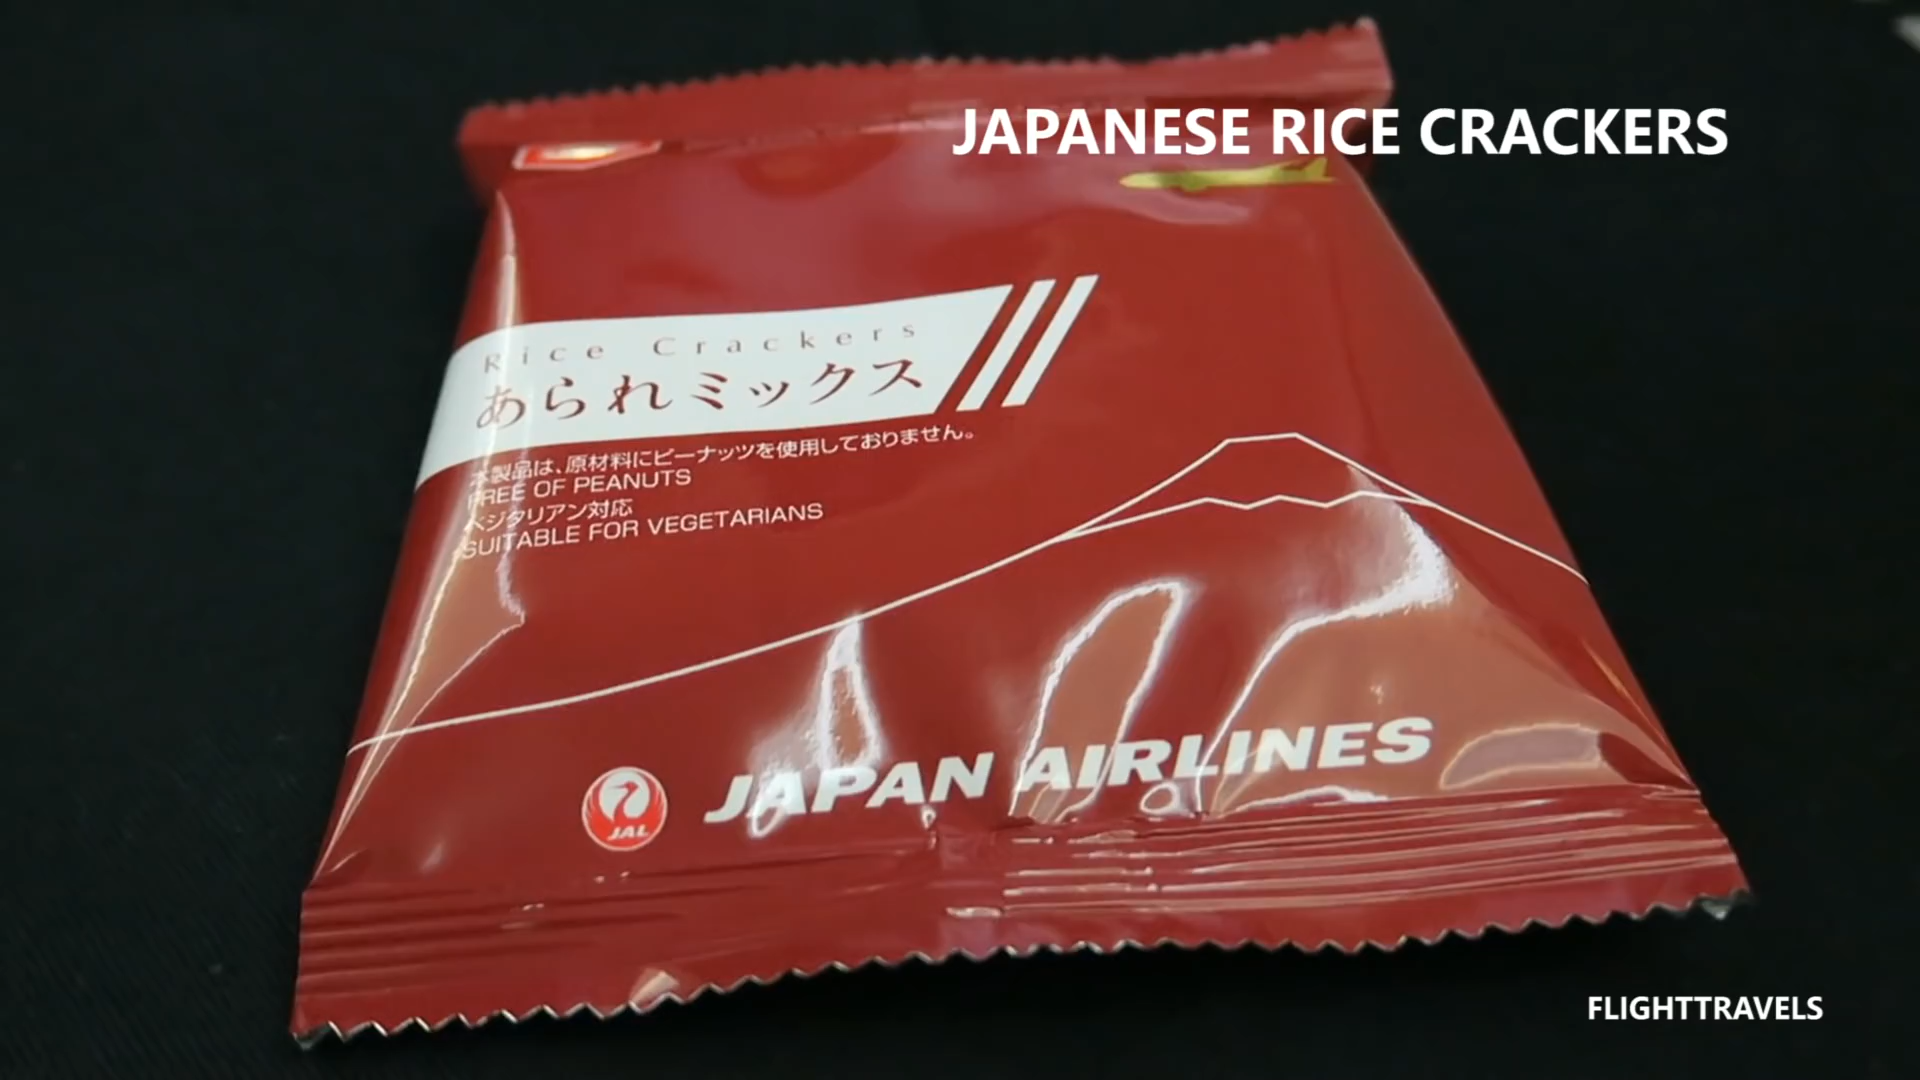 JAPANESE RICE CRACKERS
Rice Crackers
あられミックス
本製品は、原材料にピーナッツを使用しておりません。
FREE OF PEANUTS
ベジタリアン対応
SUITABLE FOR VEGETARIANS
JAL
JAPAN AIRLINES
FLIGHTTRAVELS